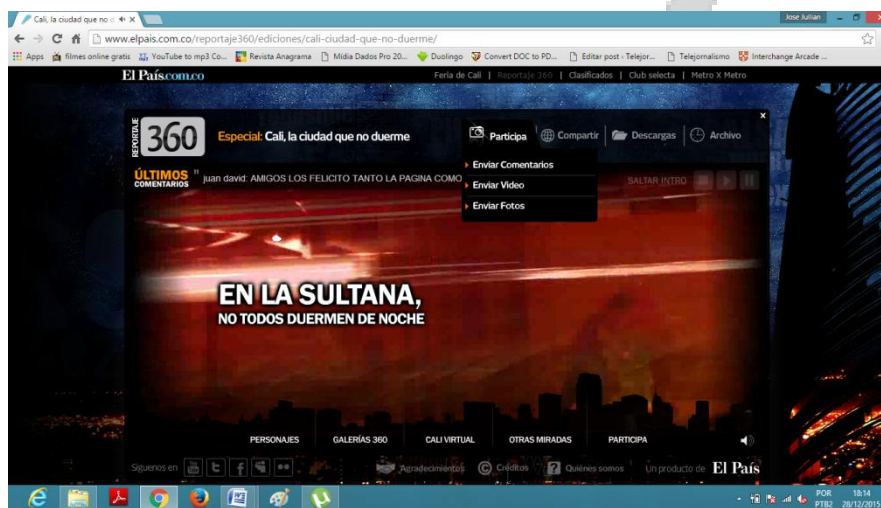 Cali, la ciudad que no d
Jose Julian
www.elpais.com.co/reportaje360/ediciones/cali-ciudad-que-no-duerme/
Apps filmes online gratis YouTube to mp3 Co... Revista Anagrama Mídia Dados Pro 20... Duolingo Convert DOC to PD... Editar post - Telejor... Telejornalismo Interchange Arcade ...
El País.com.co Feria de Cali | Reportaje 360 | Clasificados | Club selecta | Metro X Metro
x
REPORTAJE 360 Especial: Cali, la ciudad que no duerme Participa Compartir Descargas Archivo
Enviar Comentarios
Enviar Video
Enviar Fotos
ÚLTIMOS COMENTARIOS " juan david: AMIGOS LOS FELICITO TANTO LA PAGINA COMO SALTAR INTRO
EN LA SULTANA,
NO TODOS DUERMEN DE NOCHE
PERSONAJES GALERÍAS 360 CALI VIRTUAL OTRAS MIRADAS PARTICIPA
Siguenos en Agradecimientos Créditos Quiénes somos Un producto de El País
POR 18:14
PTB2 28/12/2015